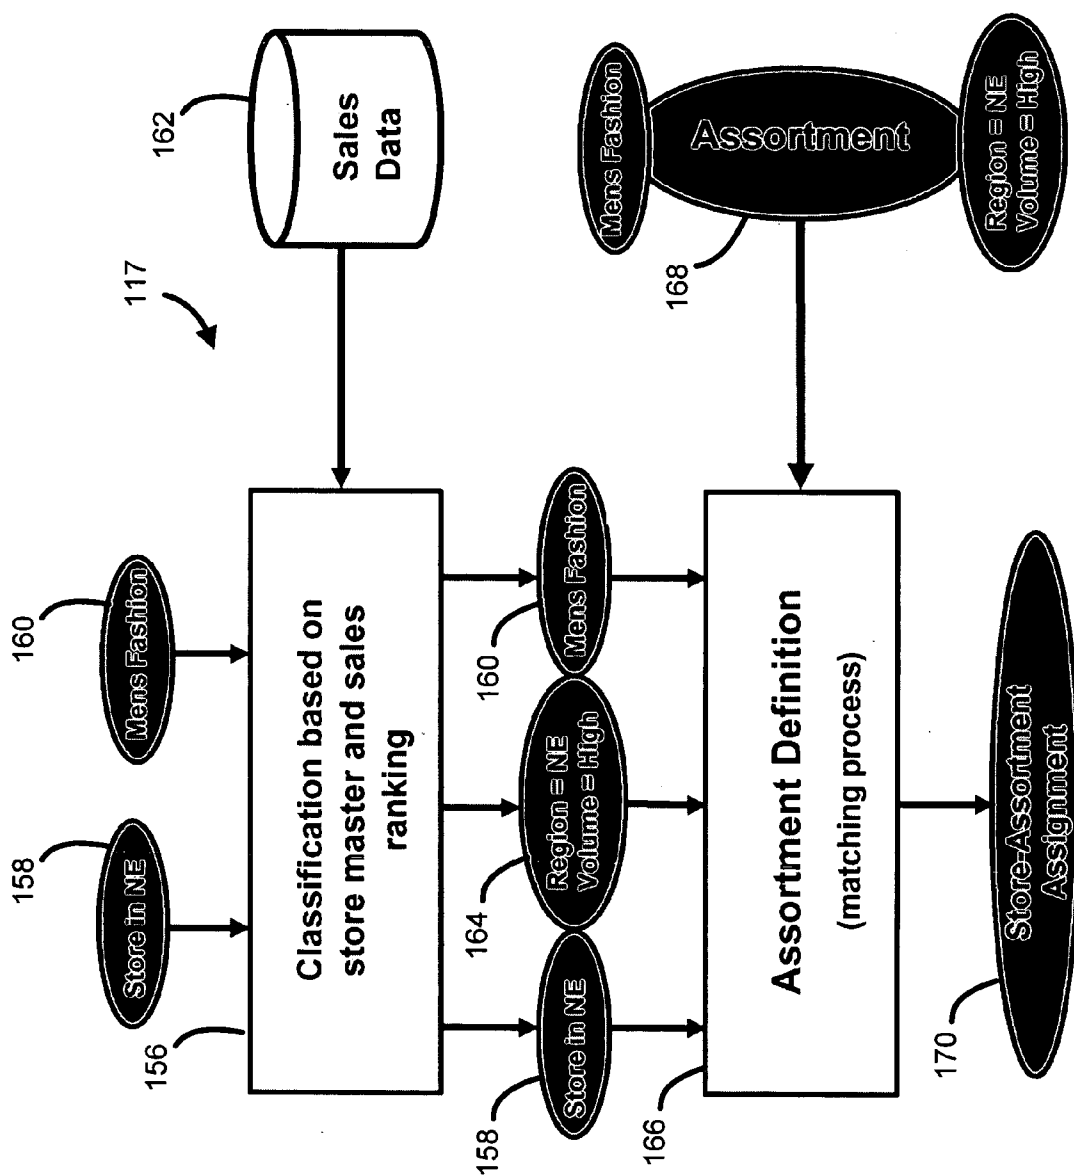 158
160
Store in NE
Mens Fashion
117
162
156
Classification based on
store master and sales
ranking
Sales
Data
158
164
160
Store in NE
Region = NE
Volume = High
Mens Fashion
166
168
Assortment Definition
(matching process)
Mens Fashion
Assortment
Region = NE
Volume = High
170
Store-Assortment
Assignment